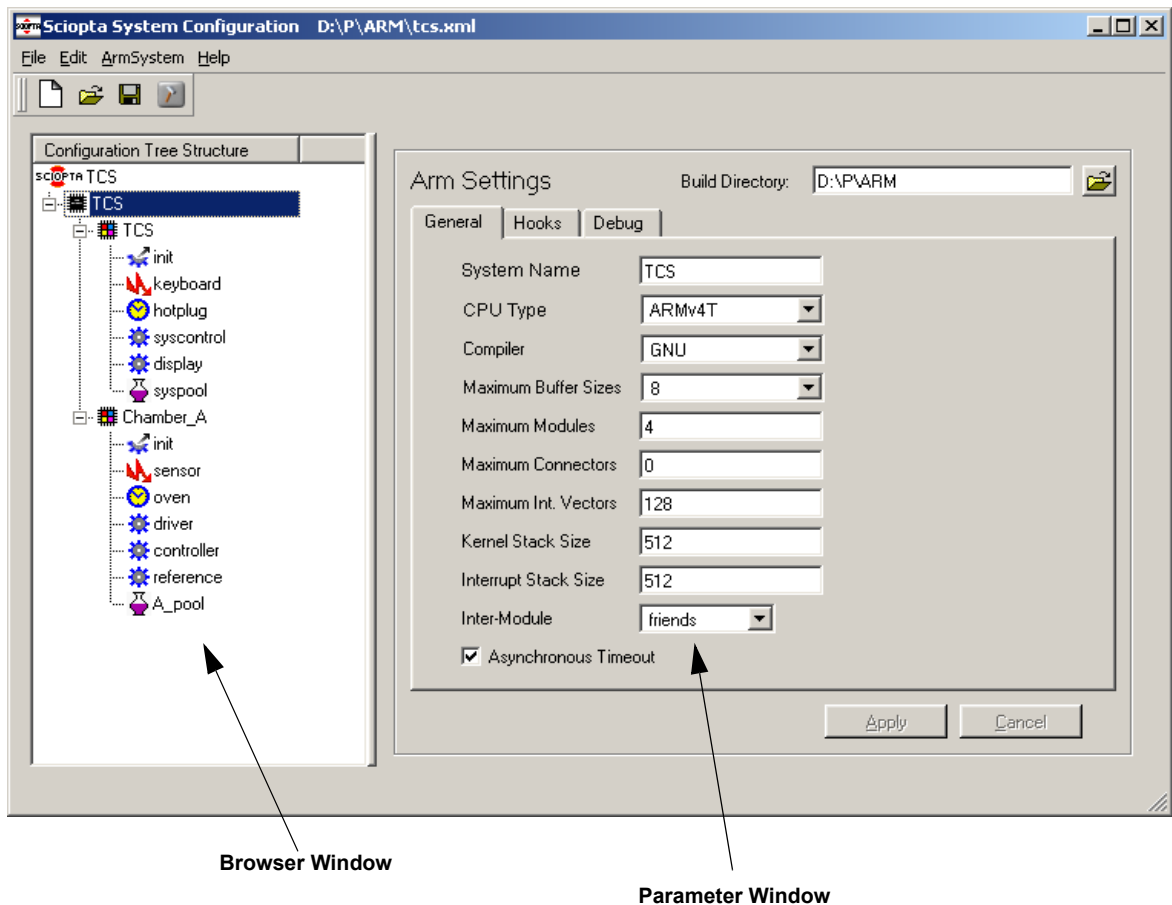 Sciopta System Configuration D:\P\ARM\tcs.xml
File Edit ArmSystem Help
Configuration Tree Structure
SCIOPTA TCS
TCS
TCS
init
keyboard
hotplug
syscontrol
display
syspool
Chamber_A
init
sensor
oven
driver
controller
reference
A_pool
Arm Settings
Build Directory: D:\P\ARM
General Hooks Debug
System Name TCS
CPU Type ARMv4T
Compiler GNU
Maximum Buffer Sizes 8
Maximum Modules 4
Maximum Connectors 0
Maximum Int. Vectors 128
Kernel Stack Size 512
Interrupt Stack Size 512
Inter-Module friends
Asynchronous Timeout
Apply Cancel
Browser Window
Parameter Window